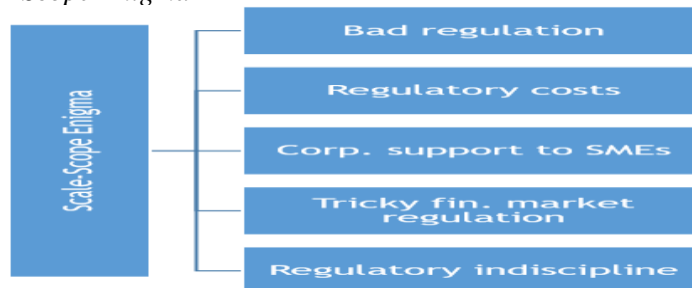 Scale-Scope Enigma
Bad regulation
Regulatory costs
Corp. support to SMEs
Tricky fin. market
regulation
Regulatory indiscipline